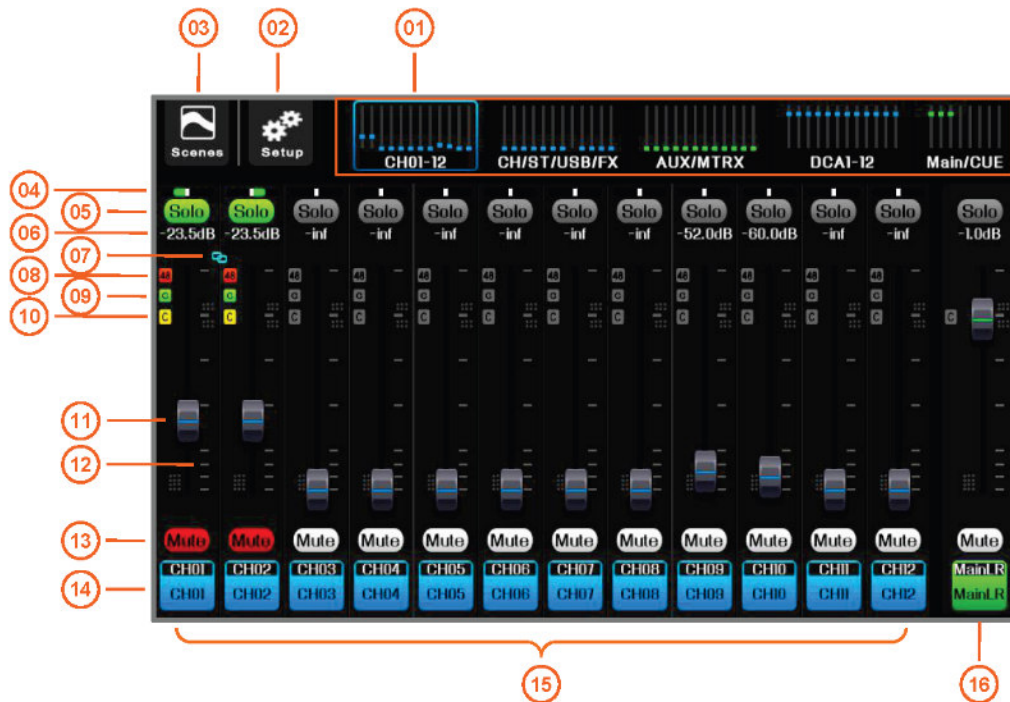 03 02 01
Scenes Setup CH01-12 CH/ST/USB/FX AUX/MTRX DCA1-12 Main/CUE
04
05 Solo Solo Solo Solo Solo Solo Solo Solo Solo Solo Solo Solo Solo
06 -23.5dB -23.5dB -inf -inf -inf -inf -inf -inf -52.0dB -60.0dB -inf -inf -1.0dB
07
08 48 48 48 48 48 48 48 48 48 48 48 48
09 G G G G G G G G G G G G
10 C C C C C C C C C C C C C
11
12
13 Mute Mute Mute Mute Mute Mute Mute Mute Mute Mute Mute Mute Mute
CH01 CH02 CH03 CH04 CH05 CH06 CH07 CH08 CH09 CH10 CH11 CH12 MainLR
14 CH01 CH02 CH03 CH04 CH05 CH06 CH07 CH08 CH09 CH10 CH11 CH12 MainLR
15 16